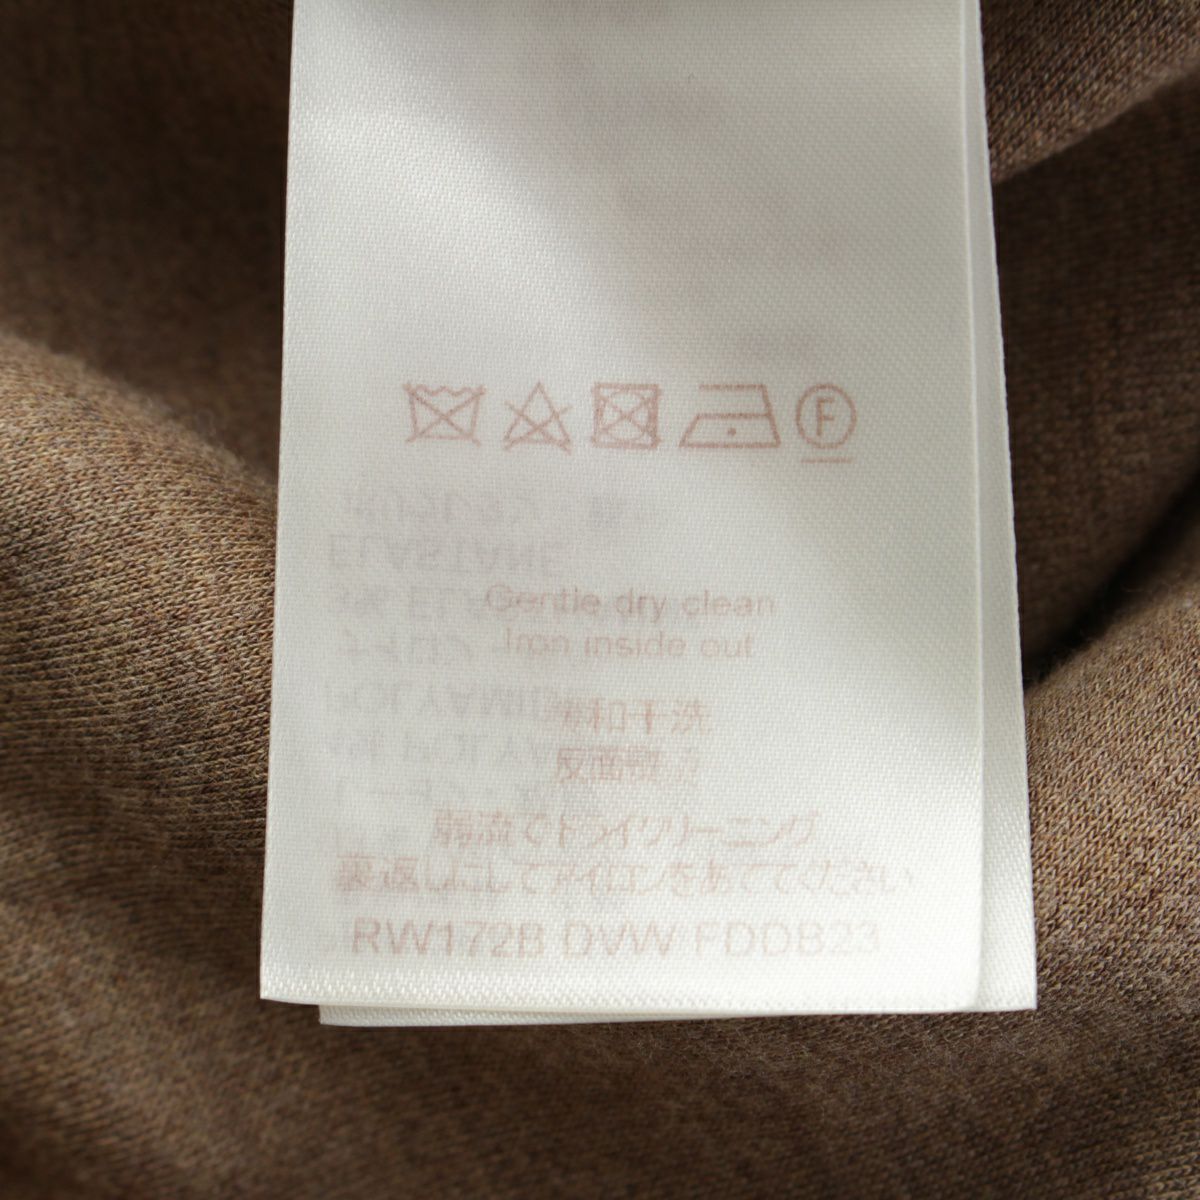 F
Gentle dry clean
Iron inside out
柔和干洗
反面熨烫
弱流でドライクリーニング
裏返しにしてアイロンをあててください
RW172B DVW FDDB23